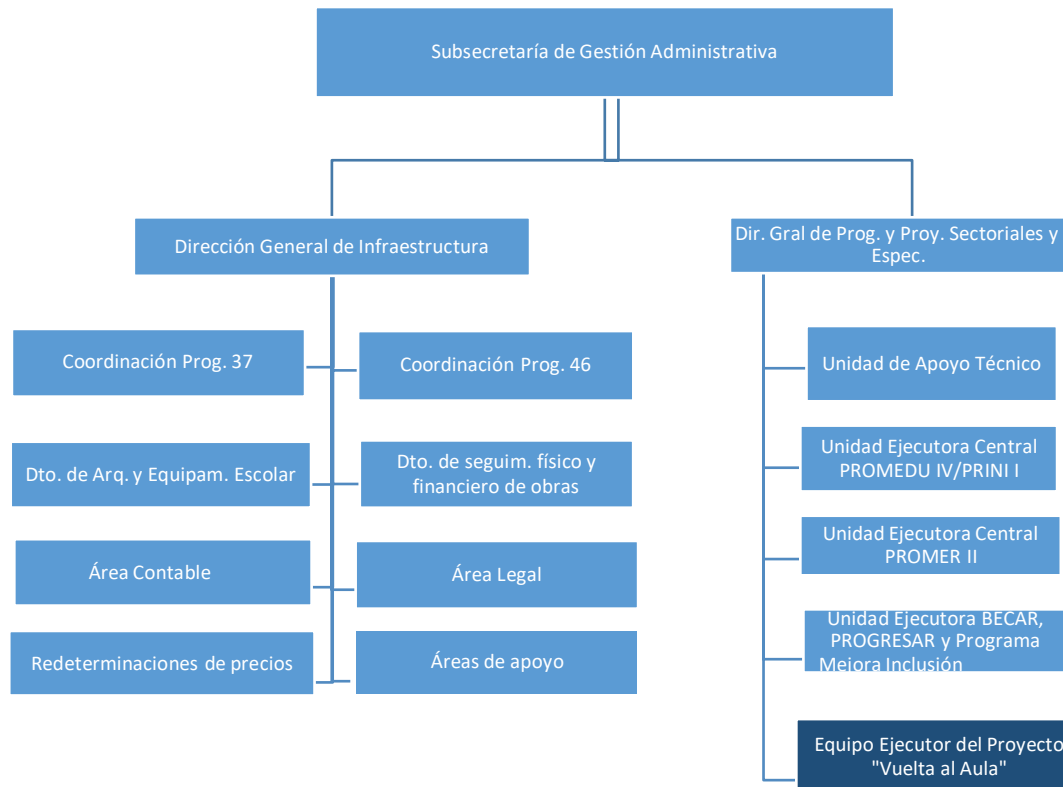 Subsecretaría de Gestión Administrativa
Dirección General de Infraestructura
Dir. Gral de Prog. y Proy. Sectoriales y
Espec.
Coordinación Prog. 37
Coordinación Prog. 46
Unidad de Apoyo Técnico
Dto. de Arq. y Equipam. Escolar
Dto. de seguim. físico y
financiero de obras
Unidad Ejecutora Central
PROMEDU IV/PRINI I
Área Contable
Área Legal
Unidad Ejecutora Central
PROMER II
Redeterminaciones de precios
Áreas de apoyo
Unidad Ejecutora BECAR,
PROGRESAR y Programa
Mejora Inclusión
Equipo Ejecutor del Proyecto
"Vuelta al Aula"